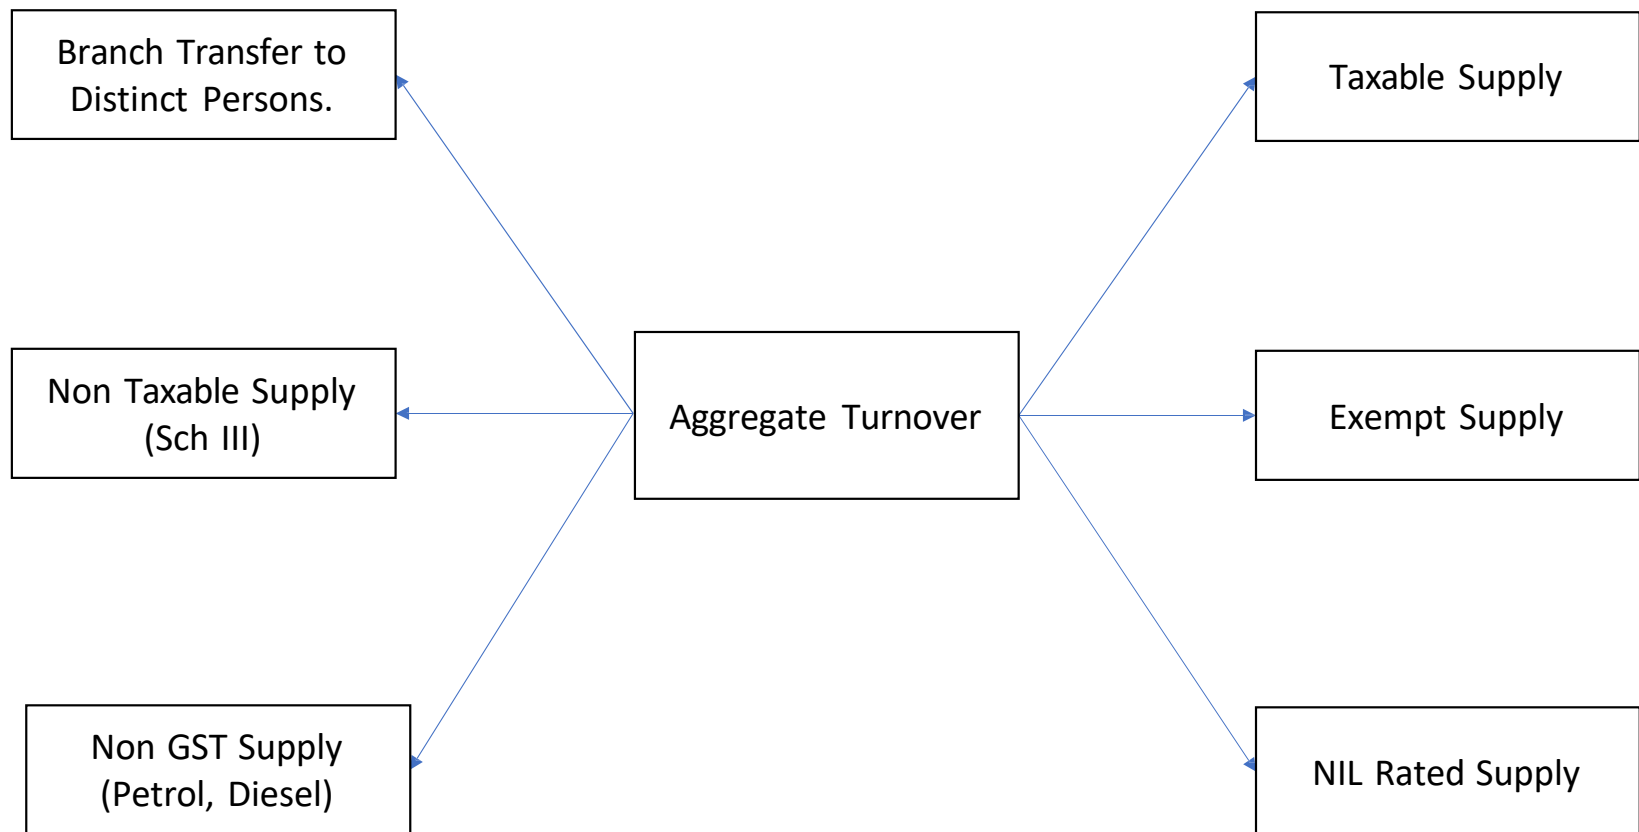 Branch Transfer to
Distinct Persons.
Taxable Supply
Non Taxable Supply
(Sch III)
Aggregate Turnover
Exempt Supply
Non GST Supply
(Petrol, Diesel)
NIL Rated Supply